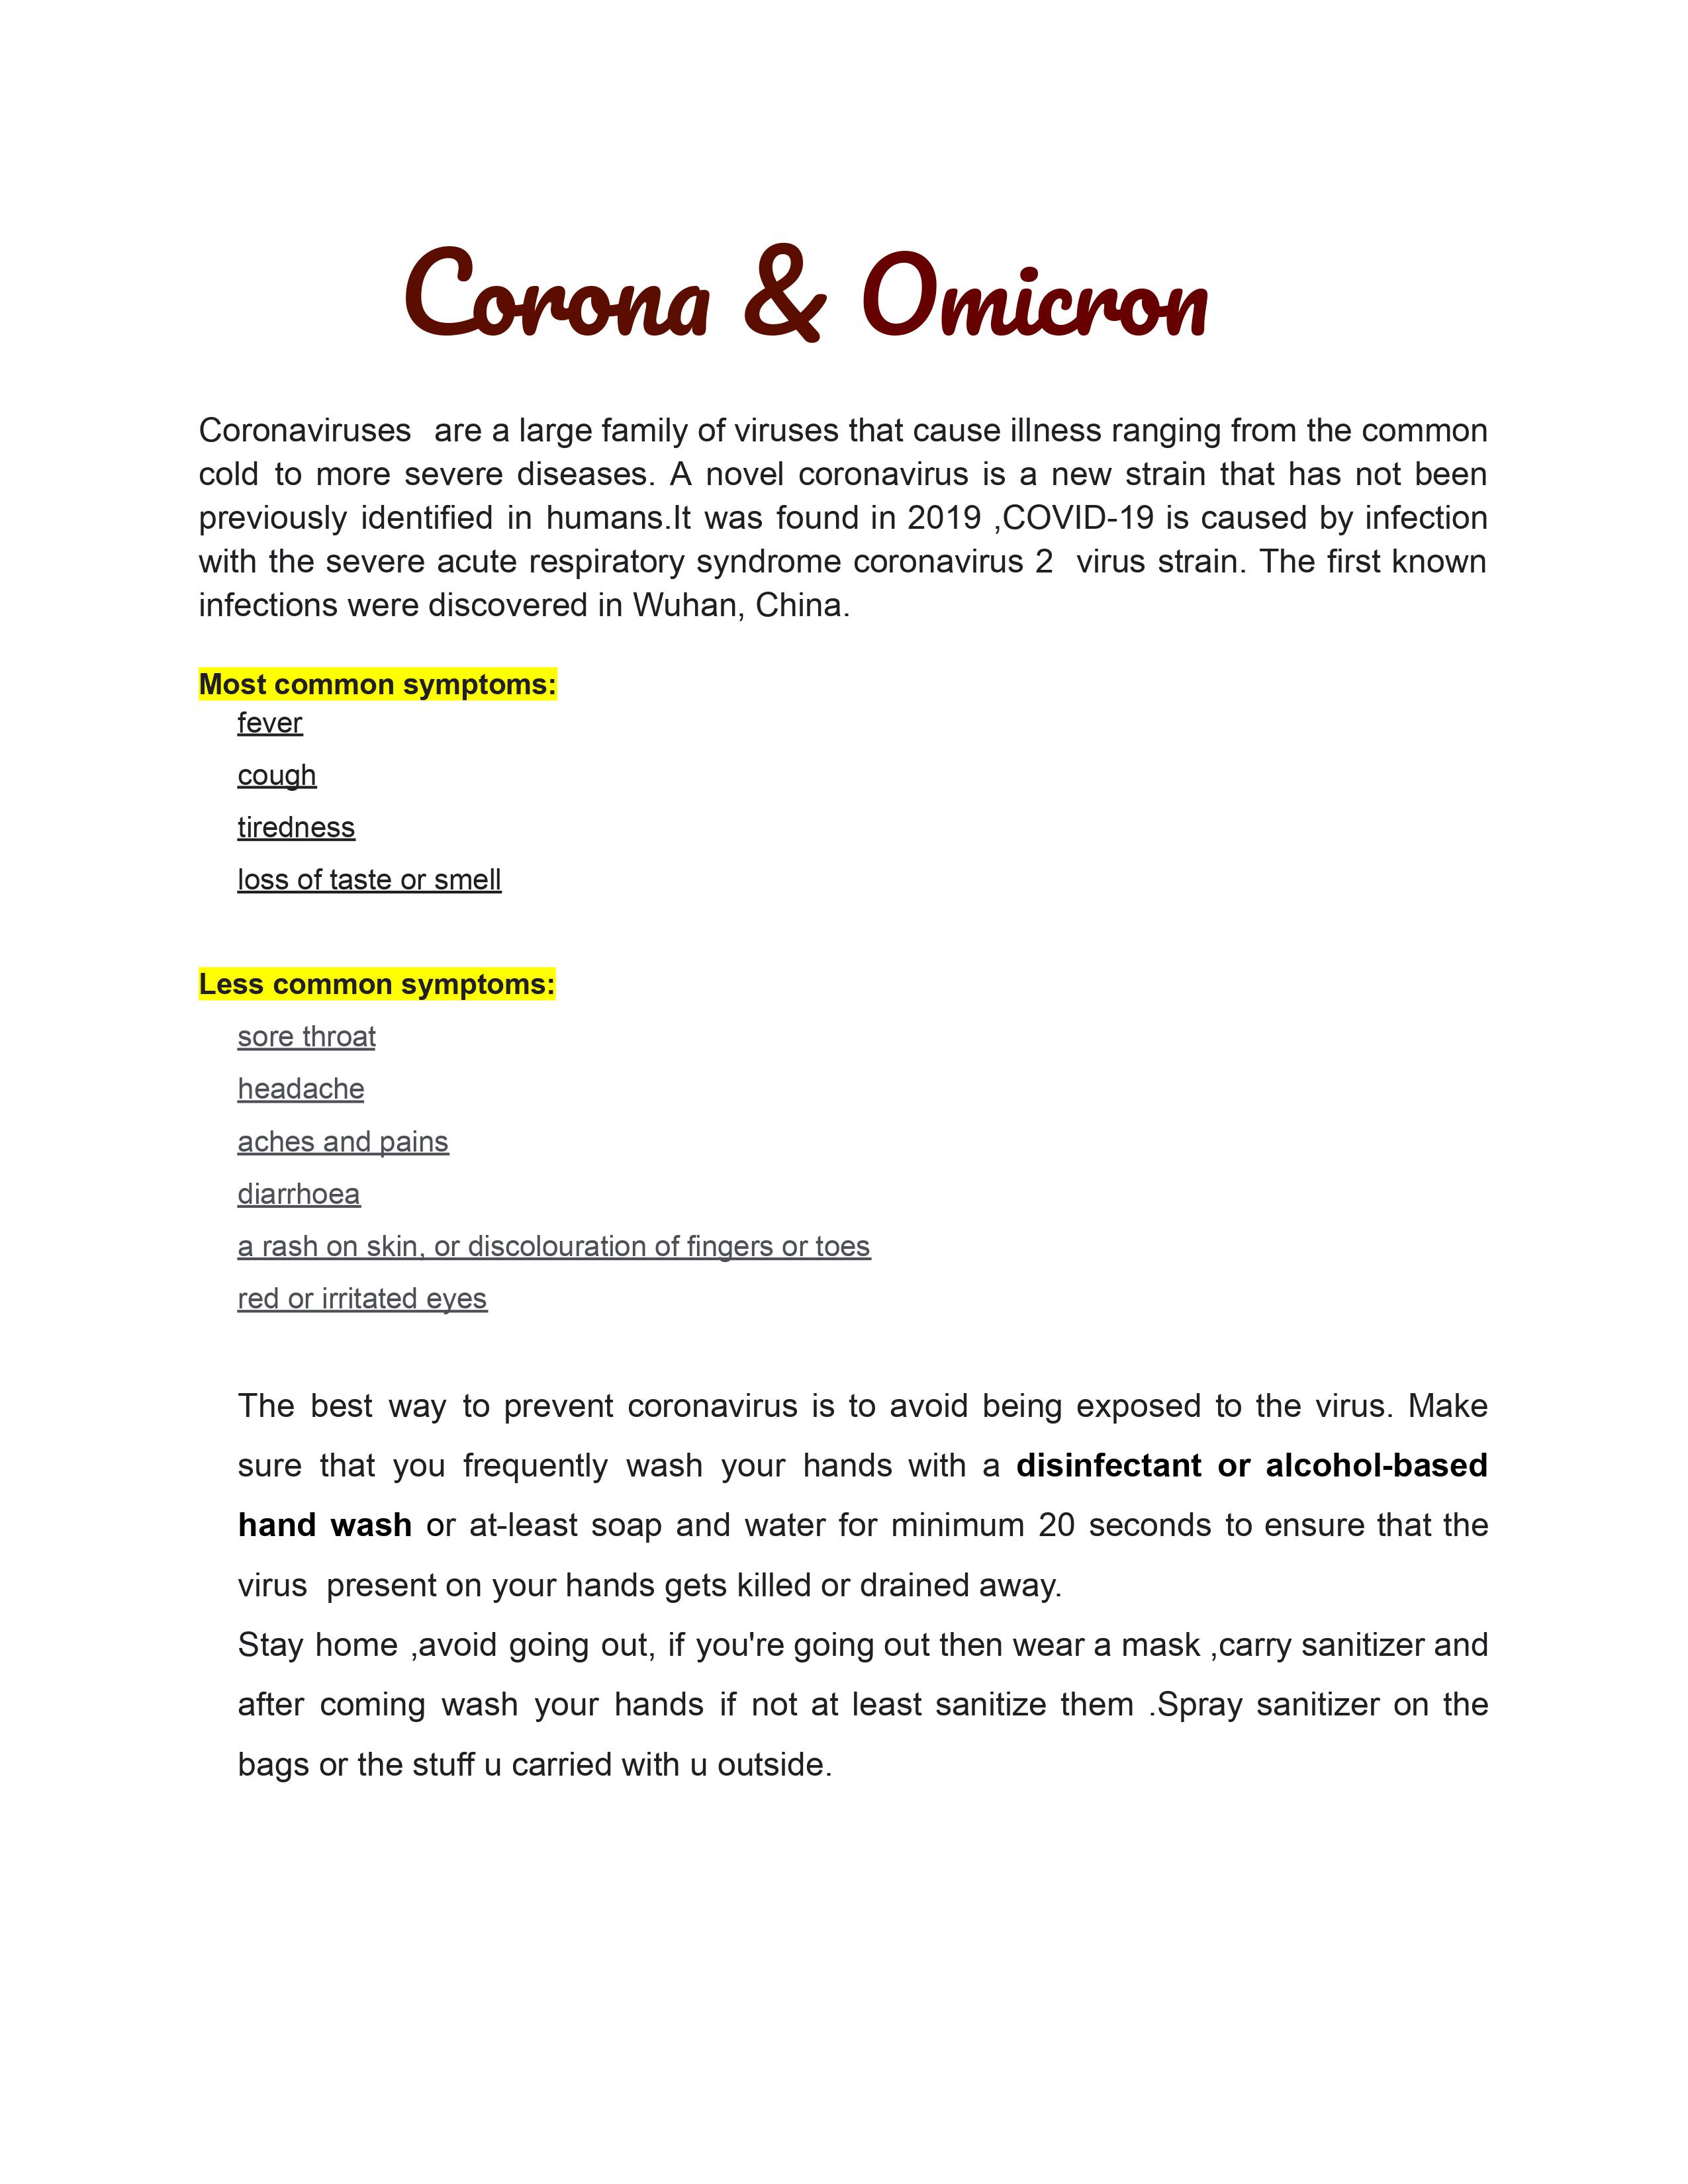 Corona & Omicron
Coronaviruses  are a large family of viruses that cause illness ranging from the common
cold to more severe diseases. A novel coronavirus is a new strain that has not been
previously identified in humans.It was found in 2019 ,COVID-19 is caused by infection
with the severe acute respiratory syndrome coronavirus 2  virus strain. The first known
infections were discovered in Wuhan, China.
Most common symptoms:
fever
cough
tiredness
loss of taste or smell
Less common symptoms:
sore throat
headache
aches and pains
diarrhoea
a rash on skin, or discolouration of fingers or toes
red or irritated eyes
The best way to prevent coronavirus is to avoid being exposed to the virus. Make
sure that you frequently wash your hands with a disinfectant or alcohol-based
hand wash or at-least soap and water for minimum 20 seconds to ensure that the
virus  present on your hands gets killed or drained away.
Stay home ,avoid going out, if you're going out then wear a mask ,carry sanitizer and
after coming wash your hands if not at least sanitize them .Spray sanitizer on the
bags or the stuff u carried with u outside.